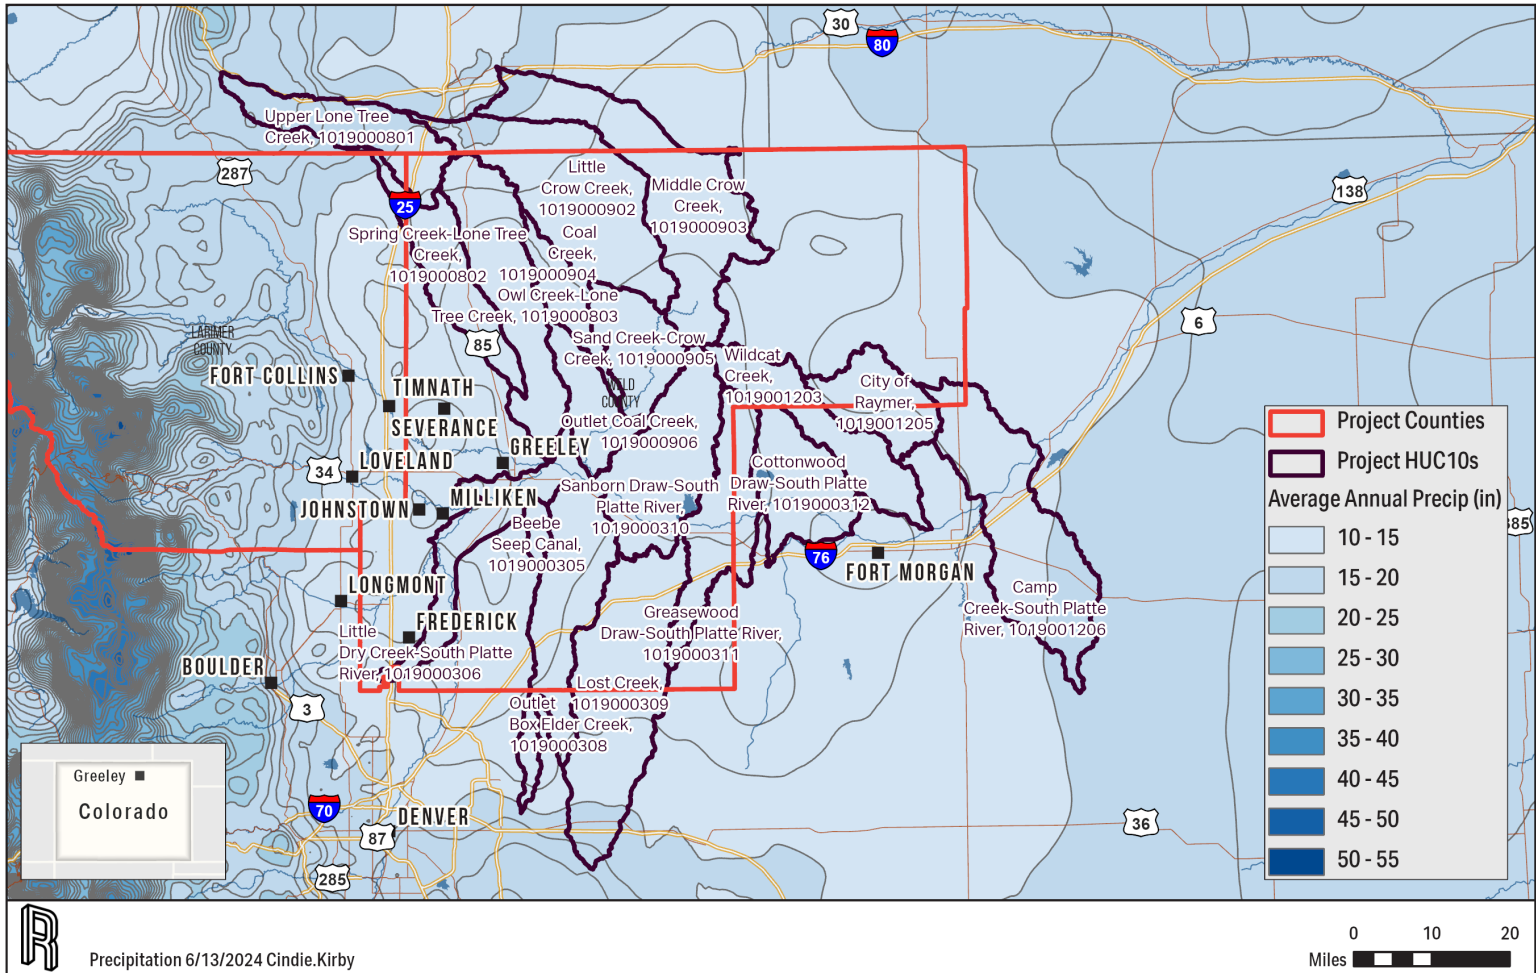 30
80
Upper Lone Tree
Creek, 1019000801
287
25
Little
Crow Creek,
1019000902
Middle Crow
Creek,
1019000903
138
Spring Creek-Lone Tree
Creek,
1019000802
Coal
Creek,
1019000904
Owl Creek-Lone
Tree Creek, 1019000803
6
LARIMER
COUNTY
85
Sand Creek-Crow
Creek, 1019000905
Wildcat
Creek,
1019001203
FORT COLLINS
TIMNATH
SEVERANCE
WELD
COUNTY
City of
Raymer,
1019001205
Outlet Coal Creek,
1019000906
GREELEY
34
LOVELAND
Cottonwood
Draw-South Platte
River, 1019000312
JOHNSTOWN
MILLIKEN
Sanborn Draw-South
Platte River,
1019000310
Beebe
Seep Canal,
1019000305
385
76
FORT MORGAN
LONGMONT
FREDERICK
Greasewood
Draw-South Platte River,
1019000311
Camp
Creek-South Platte
River, 1019001206
Little
Dry Creek-South Platte
River, 1019000306
BOULDER
3
Lost Creek,
1019000309
Outlet
Box Elder Creek,
1019000308
70
87
DENVER
285
36
Greeley
Colorado
Project Counties
Project HUC10s
Average Annual Precip (in)
10 - 15
15 - 20
20 - 25
25 - 30
30 - 35
35 - 40
40 - 45
45 - 50
50 - 55
R
Precipitation 6/13/2024 Cindie.Kirby
0 10 20
Miles